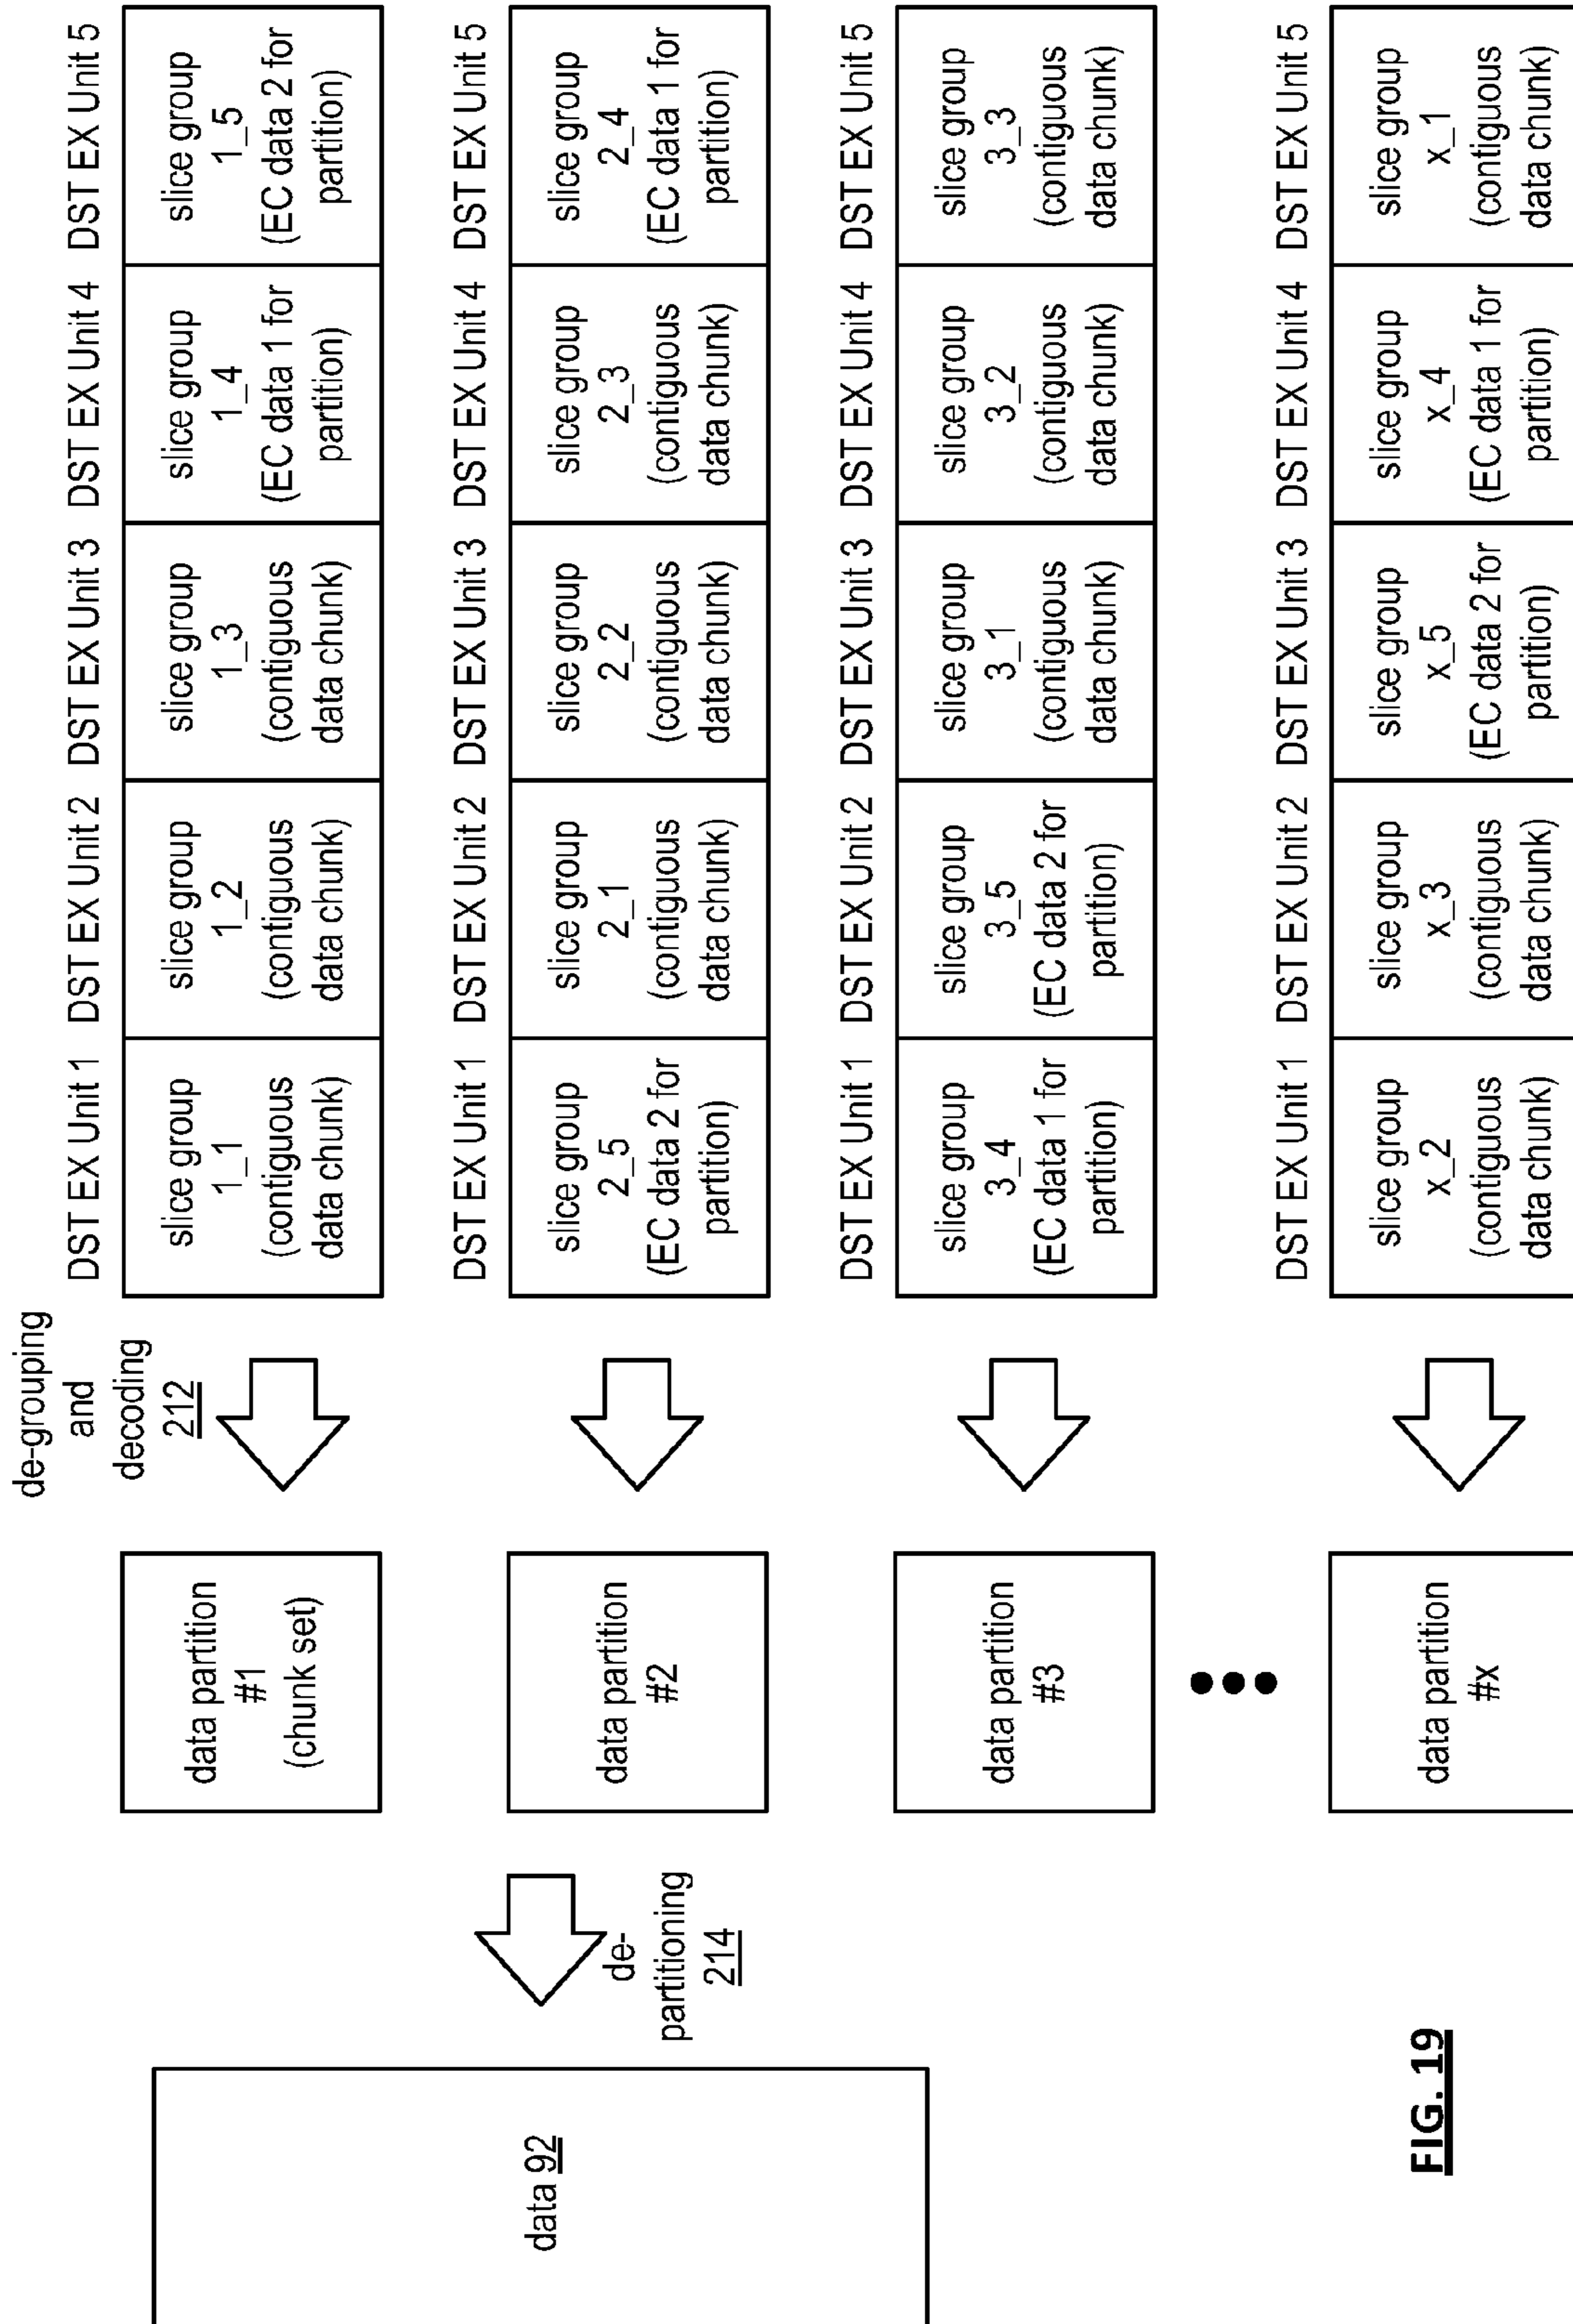 data 92
de-
partitioning
214
de-grouping
and
decoding
212
data partition
#1
(chunk set)
DST EX Unit 1 DST EX Unit 2 DST EX Unit 3 DST EX Unit 4 DST EX Unit 5
slice group
1_1
(contiguous
data chunk)
slice group
1_2
(contiguous
data chunk)
slice group
1_3
(contiguous
data chunk)
slice group
1_4
(EC data 1 for
partition)
slice group
1_5
(EC data 2 for
partition)
data partition
#2
DST EX Unit 1 DST EX Unit 2 DST EX Unit 3 DST EX Unit 4 DST EX Unit 5
slice group
2_5
(EC data 2 for
partition)
slice group
2_1
(contiguous
data chunk)
slice group
2_2
(contiguous
data chunk)
slice group
2_3
(contiguous
data chunk)
slice group
2_4
(EC data 1 for
partition)
data partition
#3
DST EX Unit 1 DST EX Unit 2 DST EX Unit 3 DST EX Unit 4 DST EX Unit 5
slice group
3_4
(EC data 1 for
partition)
slice group
3_5
(EC data 2 for
partition)
slice group
3_1
(contiguous
data chunk)
slice group
3_2
(contiguous
data chunk)
slice group
3_3
(contiguous
data chunk)
data partition
#x
DST EX Unit 1 DST EX Unit 2 DST EX Unit 3 DST EX Unit 4 DST EX Unit 5
slice group
x_2
(contiguous
data chunk)
slice group
x_3
(contiguous
data chunk)
slice group
x_5
(EC data 2 for
partition)
slice group
x_4
(EC data 1 for
partition)
slice group
x_1
(contiguous
data chunk)
FIG. 19